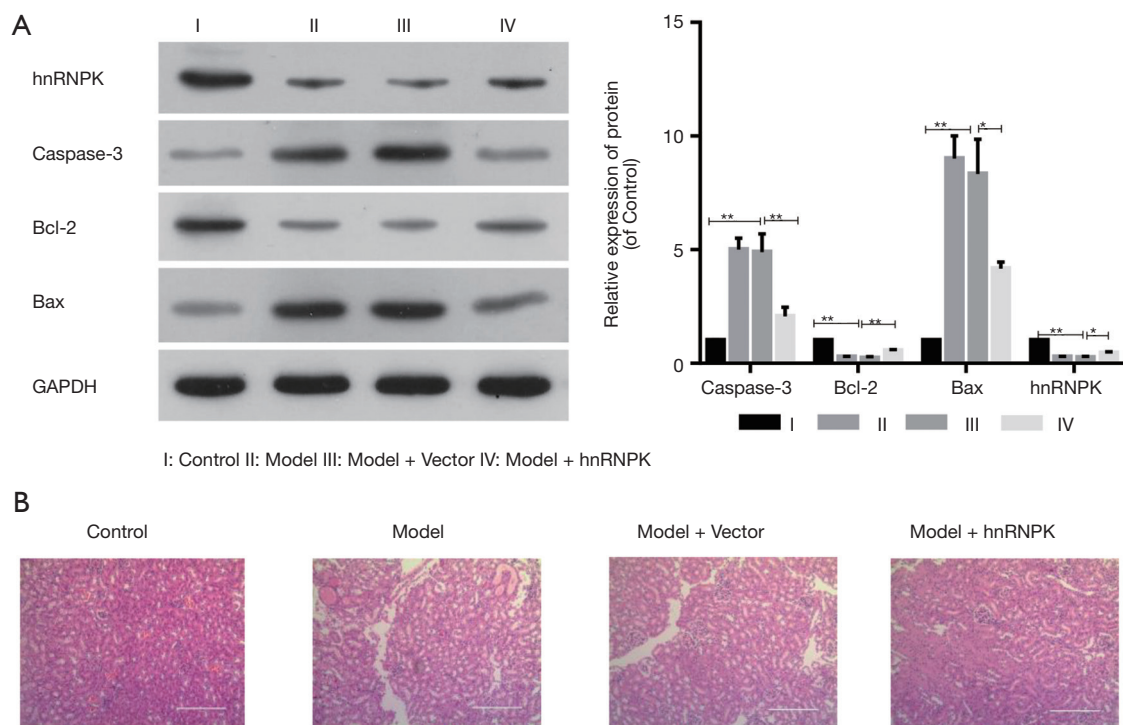 A
I II III IV
hnRNPK
Caspase-3
Bcl-2
Bax
GAPDH
I: Control II: Model III: Model + Vector IV: Model + hnRNPK
Relative expression of protein
(of Control)
15
10
5
0
** **
** **
** *
** *
Caspase-3 Bcl-2 Bax hnRNPK
I II III IV
B
Control Model Model + Vector Model + hnRNPK